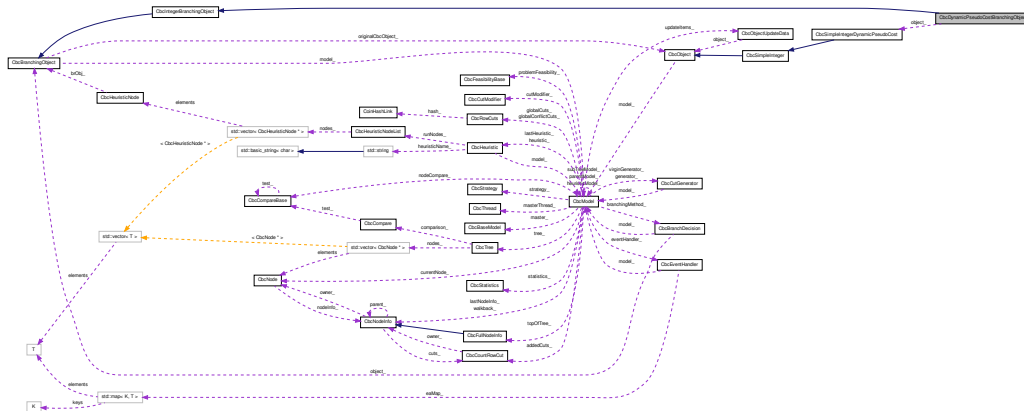 CbcIntegerBranchingObject
CbcDynamicPseudoCostBranchingObject
object_
updateItems_
CbcObjectUpdateData
CbcSimpleIntegerDynamicPseudoCost
originalCbcObject_
object_
CbcObject
CbcSimpleInteger
CbcBranchingObject
model_
brObj_
problemFeasibility_
CbcFeasibilityBase
CbcHeuristicNode
cutModifier_
CbcCutModifier
elements
model_
CoinHashLink
hash_
CbcRowCuts
globalCuts_
globalConflictCuts_
std::vector< CbcHeuristicNode * >
nodes_
CbcHeuristicNodeList
runNodes_
lastHeuristic_
heuristic_
< CbcHeuristicNode * >
std::basic_string< char >
std::string
heuristicName_
CbcHeuristic
model_
nodeCompare_
parentModel_
virginGenerator_
generator_
CbcCutGenerator
test_
CbcStrategy
strategy_
model_
CbcCompareBase
CbcModel
branchingMethod_
test_
CbcThread
masterThread_
CbcCompare
comparison_
CbcBaseModel
master_
model_
CbcBranchDecision
std::vector< T >
< CbcNode * >
tree_
eventHandler_
std::vector< CbcNode * >
nodes_
CbcTree
elements
model_
CbcEventHandler
elements
currentNode_
statistics_
CbcNode
CbcStatistics
owner_
nodeInfo_
parent_
lastNodeInfo_
walkback_
CbcNodeInfo
topOfTree_
CbcFullNodeInfo
owner_
addedCuts_
T
cuts_
CbcCountRowCut
object_
elements
std::map< K, T >
eaMap_
K
keys